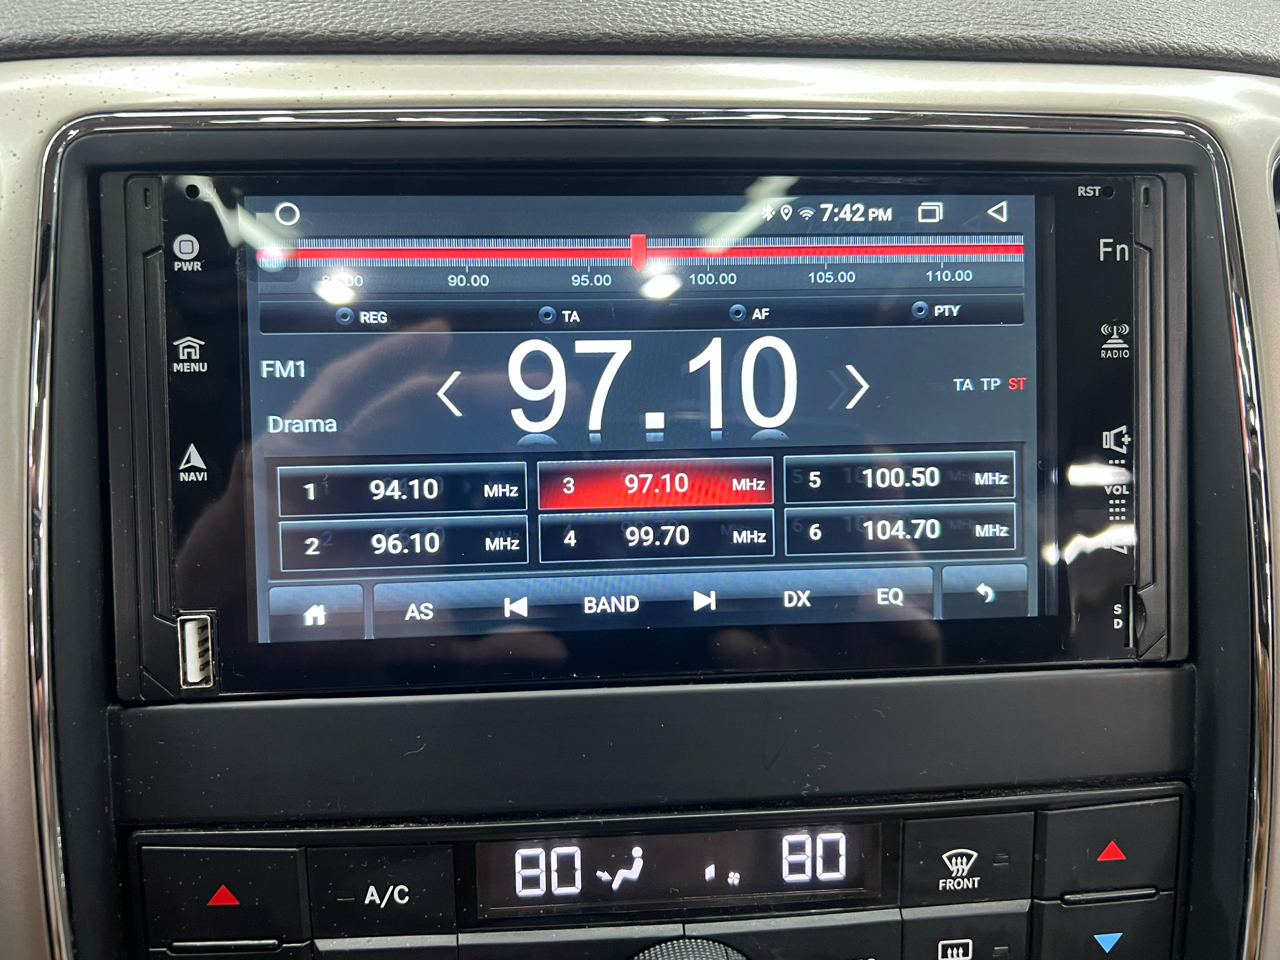 RST
7:42 PM
PWR
Fn
90.00 95.00 100.00 105.00 110.00
REG TA AF PTY
MENU
RADIO
FM1
97.10
TA TP ST
Drama
NAVI
1 94.10 MHz
3 97.10 MHz
5 100.50 MHz
VOL
2 96.10 MHz
4 99.70 MHz
6 104.70 MHz
AS BAND DX EQ
S
D
80 80
A/C
FRONT